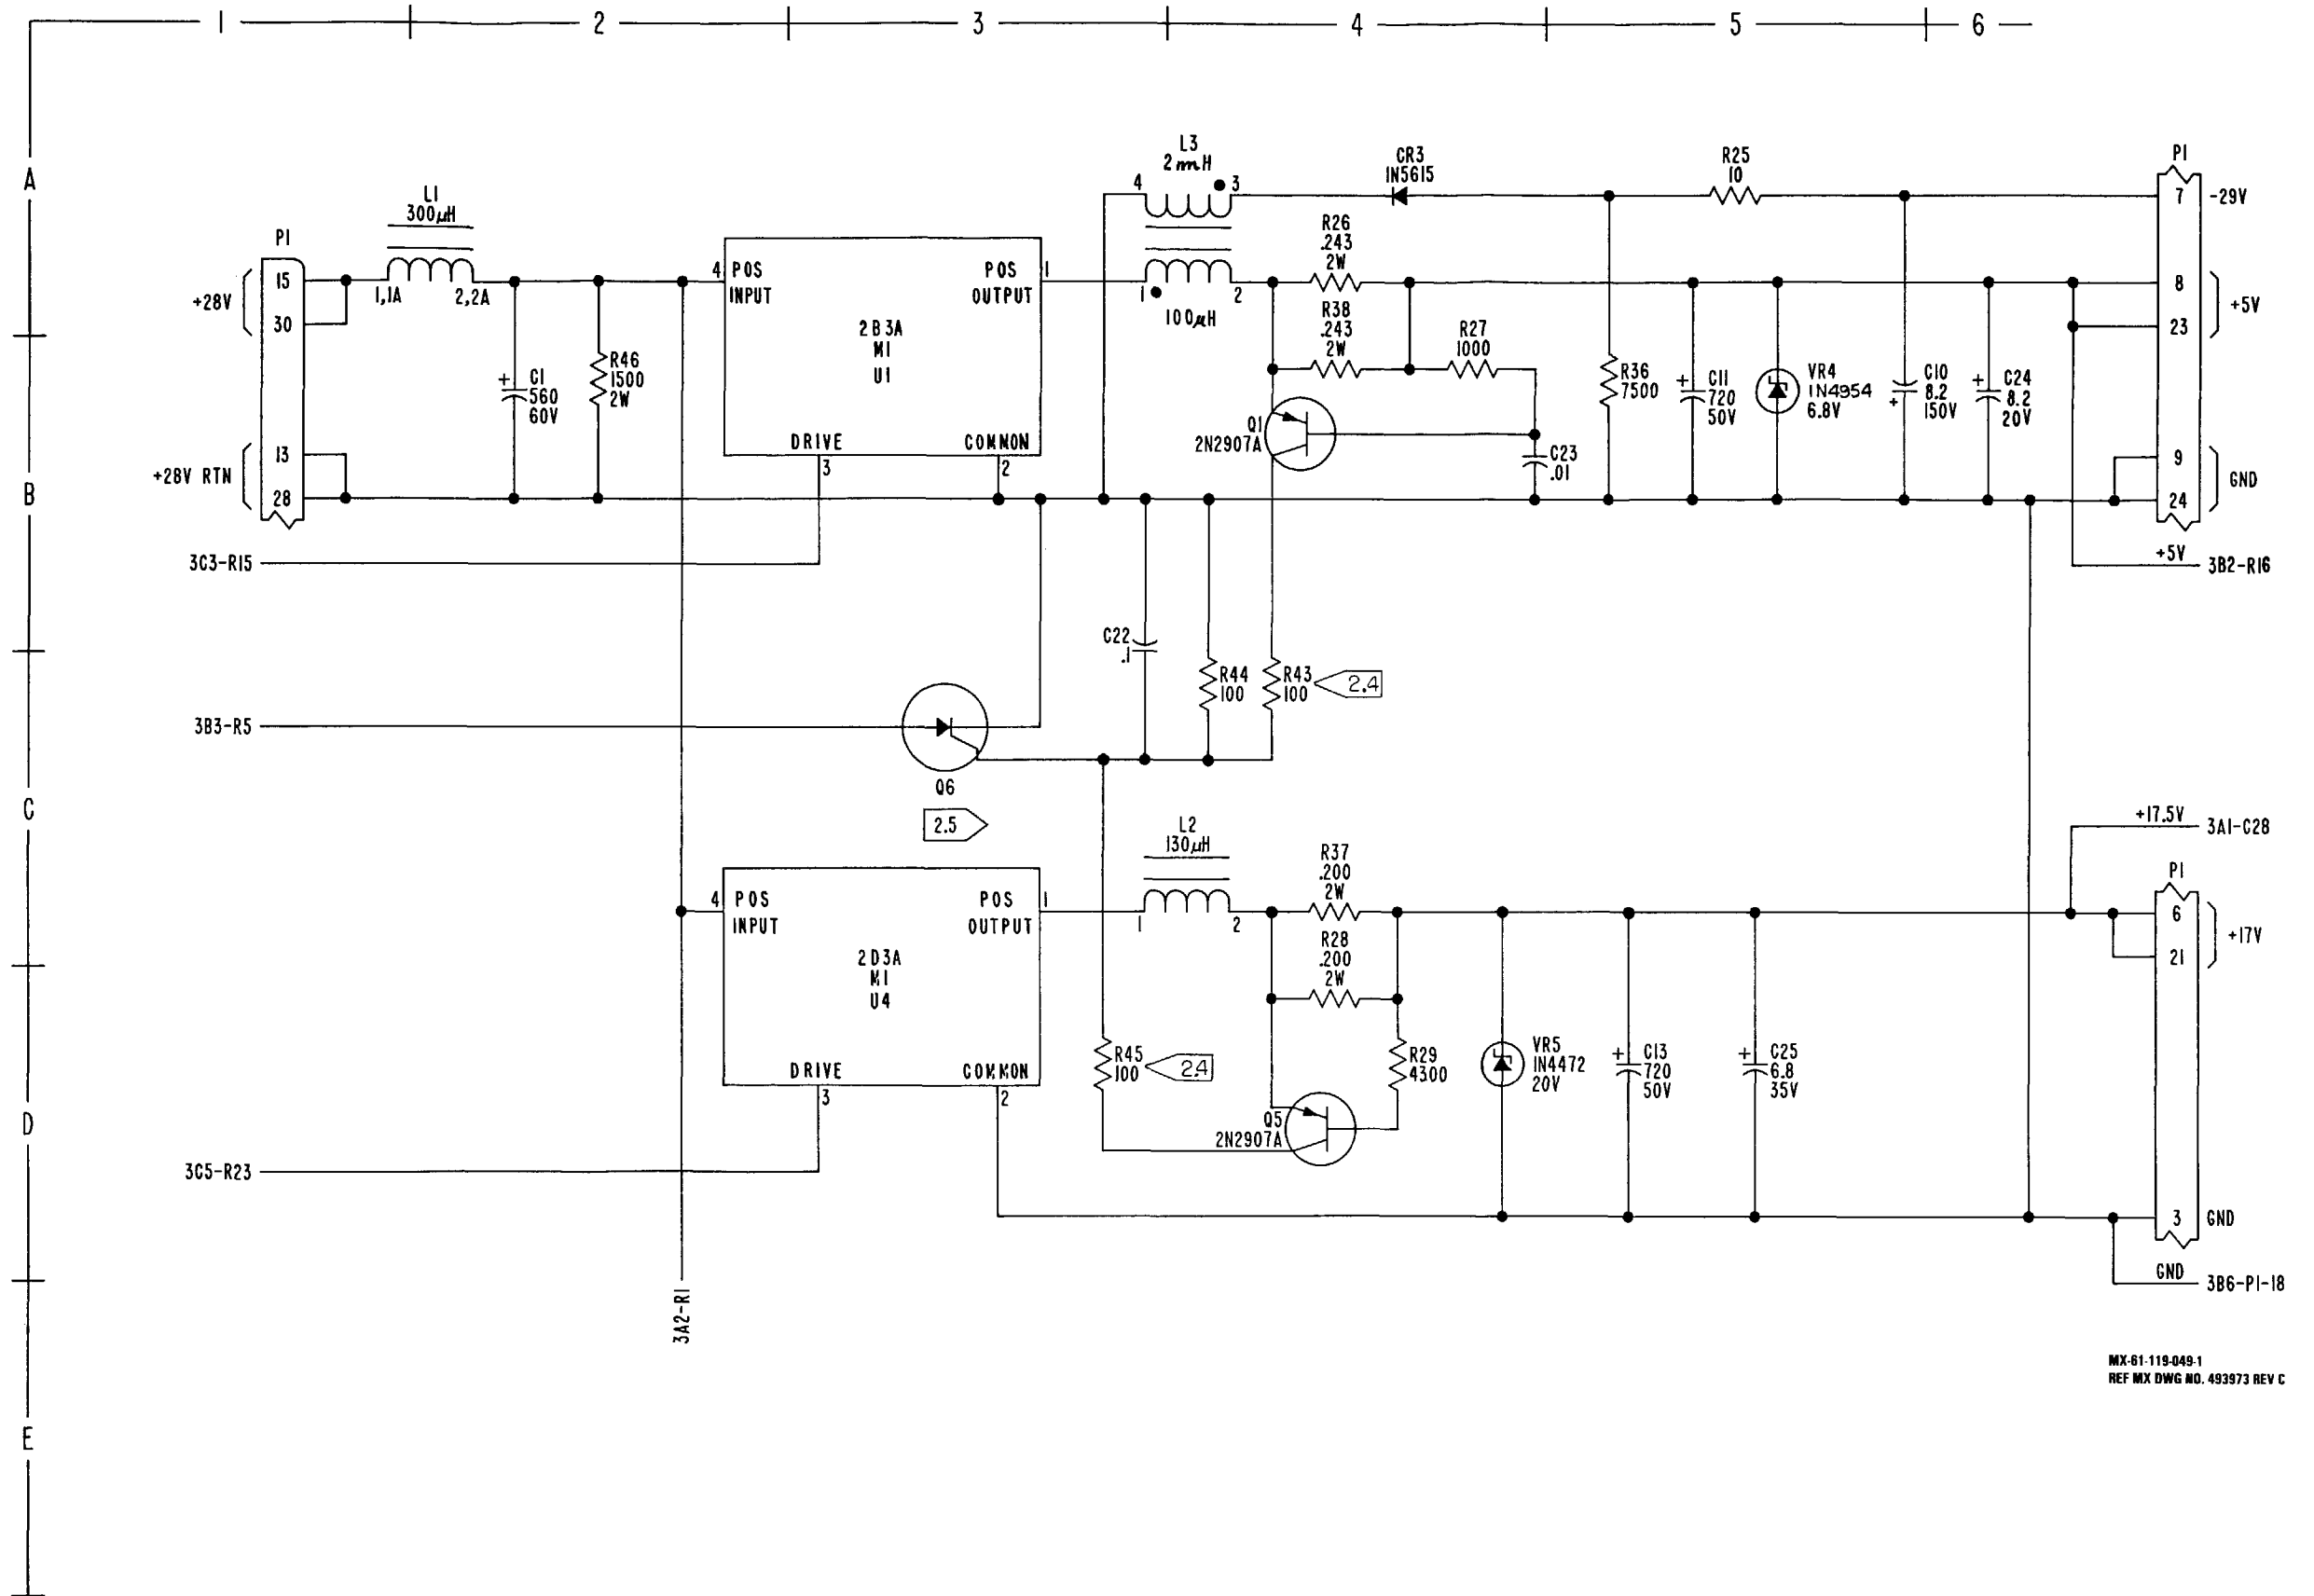 1 2 3 4 5 6
A
B
C
D
E
P1
15
30
+28V
13
28
+28V RTN
L1
300µH
1,1A 2,2A
+ C1
560
60V
R46
1500
2W
4 POS
INPUT
POS 1
OUTPUT
2B3A
M1
U1
DRIVE
3
COMMON
2
L3
2mH
4 3
1 2
100µH
CR3
1N5615
R25
10
R26
.243
2W
R38
.243
2W
R27
1000
Q1
2N2907A
C23
.01
R36
7500
+ C11
720
50V
VR4
1N4954
6.8V
C10
8.2
+ 150V
+ C24
8.2
20V
P1
7 -29V
8
23
+5V
9
24
GND
+5V 3B2-R16
3C3-R15
C22
.1
R44
100
R43
100
2.4
3B3-R5
Q6
2.5
+17.5V 3A1-C28
4 POS
INPUT
POS 1
OUTPUT
2D3A
M1
U4
DRIVE
3
COMMON
2
L2
130µH
1 2
R37
.200
2W
R28
.200
2W
R45
100
2.4
R29
4300
Q5
2N2907A
VR5
1N4472
20V
+ C13
720
50V
+ C25
6.8
35V
P1
6
21
+17V
3 GND
GND 3B6-P1-18
3C5-R23
3A2-R1
MX-61-119-049-1
REF MX DWG NO. 493973 REV C